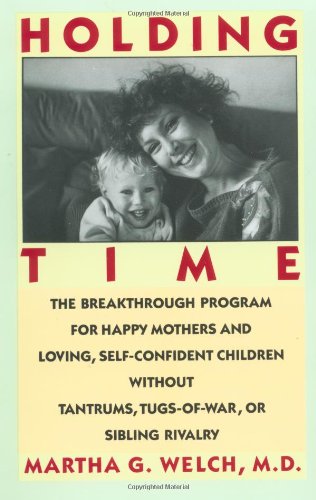 HOLDING
TIME
THE BREAKTHROUGH PROGRAM
FOR HAPPY MOTHERS AND
LOVING, SELF-CONFIDENT CHILDREN
WITHOUT
TANTRUMS, TUGS-OF-WAR, OR
SIBLING RIVALRY
MARTHA G. WELCH, M.D.